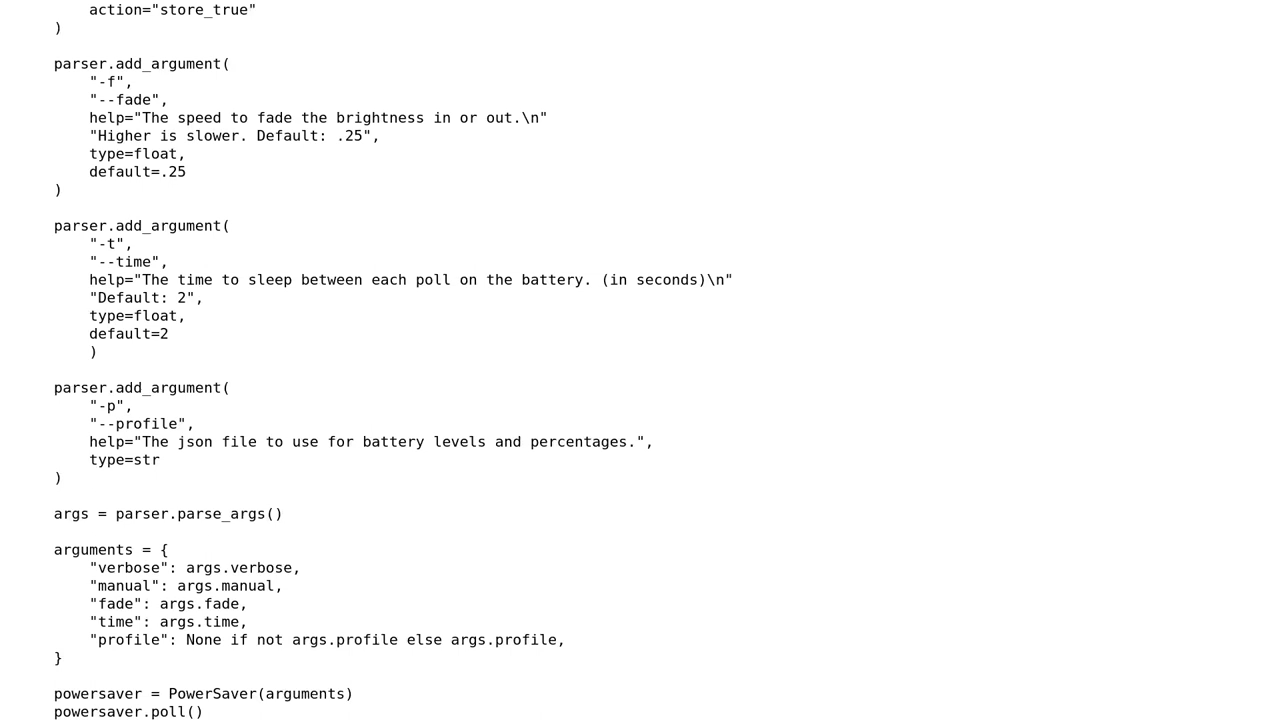 action="store_true"
    )

    parser.add_argument(
        "-f",
        "--fade",
        help="The speed to fade the brightness in or out.\n"
        "Higher is slower. Default: .25",
        type=float,
        default=.25
    )

    parser.add_argument(
        "-t",
        "--time",
        help="The time to sleep between each poll on the battery. (in seconds)\n"
        "Default: 2",
        type=float,
        default=2
        )

    parser.add_argument(
        "-p",
        "--profile",
        help="The json file to use for battery levels and percentages.",
        type=str
    )

    args = parser.parse_args()

    arguments = {
        "verbose": args.verbose,
        "manual": args.manual,
        "fade": args.fade,
        "time": args.time,
        "profile": None if not args.profile else args.profile,
    }

    powersaver = PowerSaver(arguments)
    powersaver.poll()